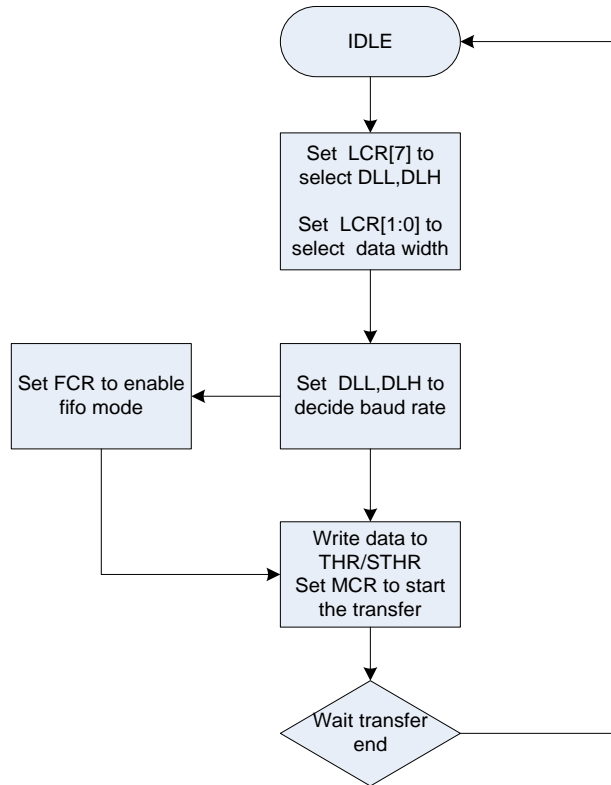 IDLE
Set LCR[7] to
select DLL,DLH
Set LCR[1:0] to
select data width
Set FCR to enable
fifo mode
Set DLL,DLH to
decide baud rate
Write data to
THR/STHR
Set MCR to start
the transfer
Wait transfer
end